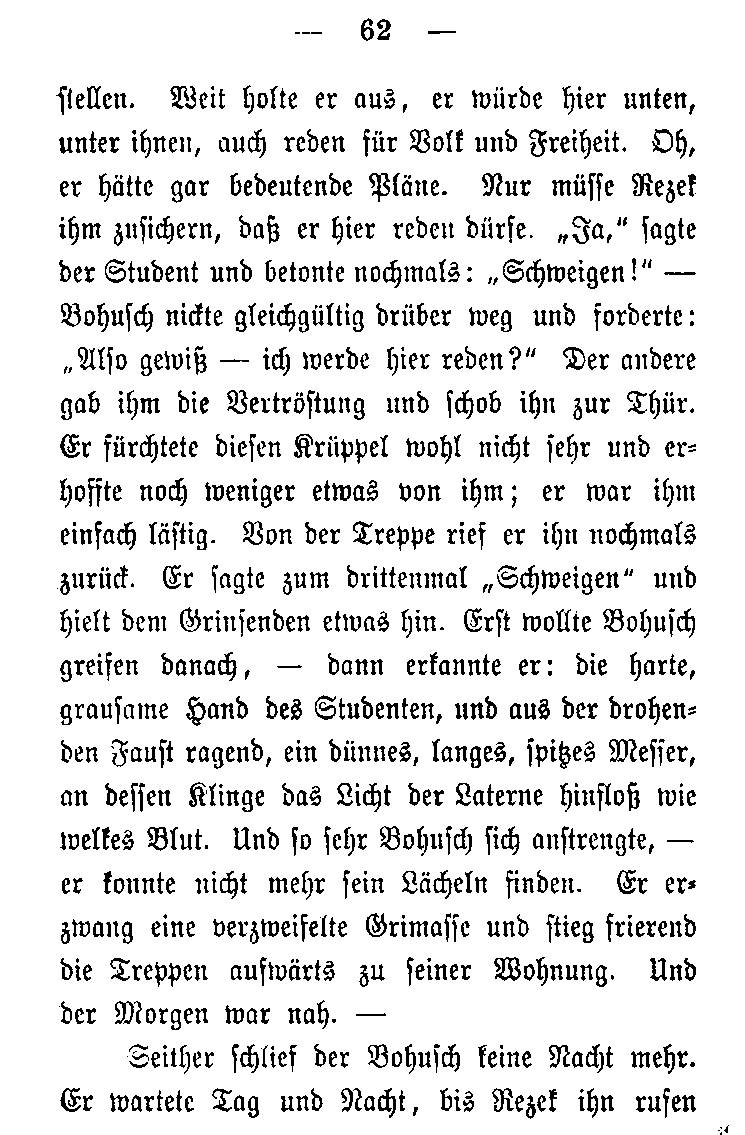 — 62 —
stellen. Weit holte er aus, er würde hier unten,
unter ihnen, auch reden für Volk und Freiheit. Oh,
er hätte gar bedeutende Pläne. Nur müsse Rezek
ihm zusichern, daß er hier reden dürfe. „Ja,“ sagte
der Student und betonte nochmals: „Schweigen!“ —
Bohusch nickte gleichgültig drüber weg und forderte:
„Also gewiß — ich werde hier reden?“ Der andere
gab ihm die Vertröstung und schob ihn zur Thür.
Er fürchtete diesen Krüppel wohl nicht sehr und er-
hoffte noch weniger etwas von ihm; er war ihm
einfach lästig. Von der Treppe rief er ihn nochmals
zurück. Er sagte zum drittenmal „Schweigen“ und
hielt dem Grinsenden etwas hin. Erst wollte Bohusch
greifen danach, — dann erkannte er: die harte,
grausame Hand des Studenten, und aus der drohen-
den Faust ragend, ein dünnes, langes, spitzes Messer,
an dessen Klinge das Licht der Laterne hinfloß wie
welkes Blut. Und so sehr Bohusch sich anstrengte, —
er konnte nicht mehr sein Lächeln finden. Er er-
zwang eine verzweifelte Grimasse und stieg frierend
die Treppen aufwärts zu seiner Wohnung. Und
der Morgen war nah. —
Seither schlief der Bohusch keine Nacht mehr.
Er wartete Tag und Nacht, bis Rezek ihn rufen